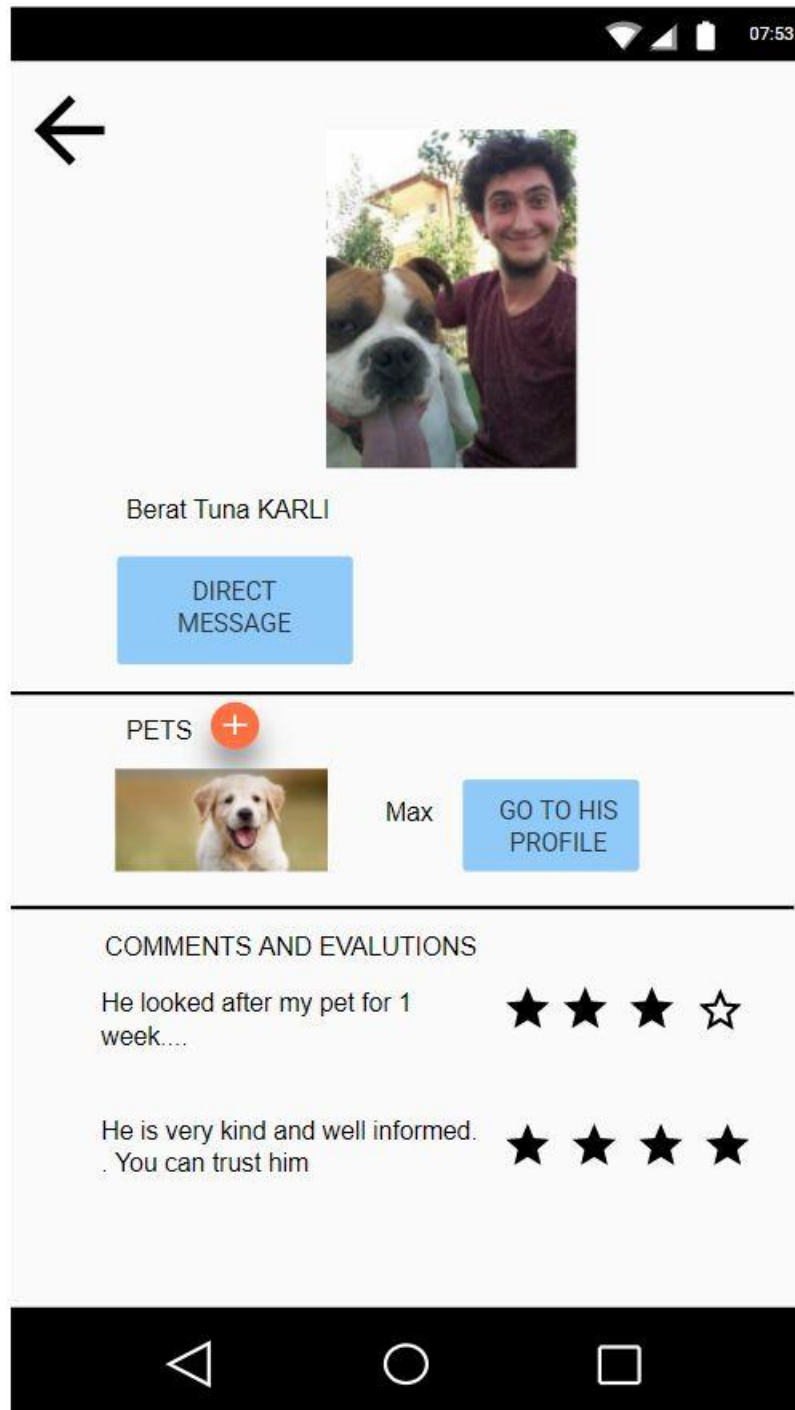 07:53
Berat Tuna KARLI
DIRECT
MESSAGE
PETS
Max
GO TO HIS
PROFILE
COMMENTS AND EVALUTIONS
He looked after my pet for 1
week....
He is very kind and well informed.
. You can trust him